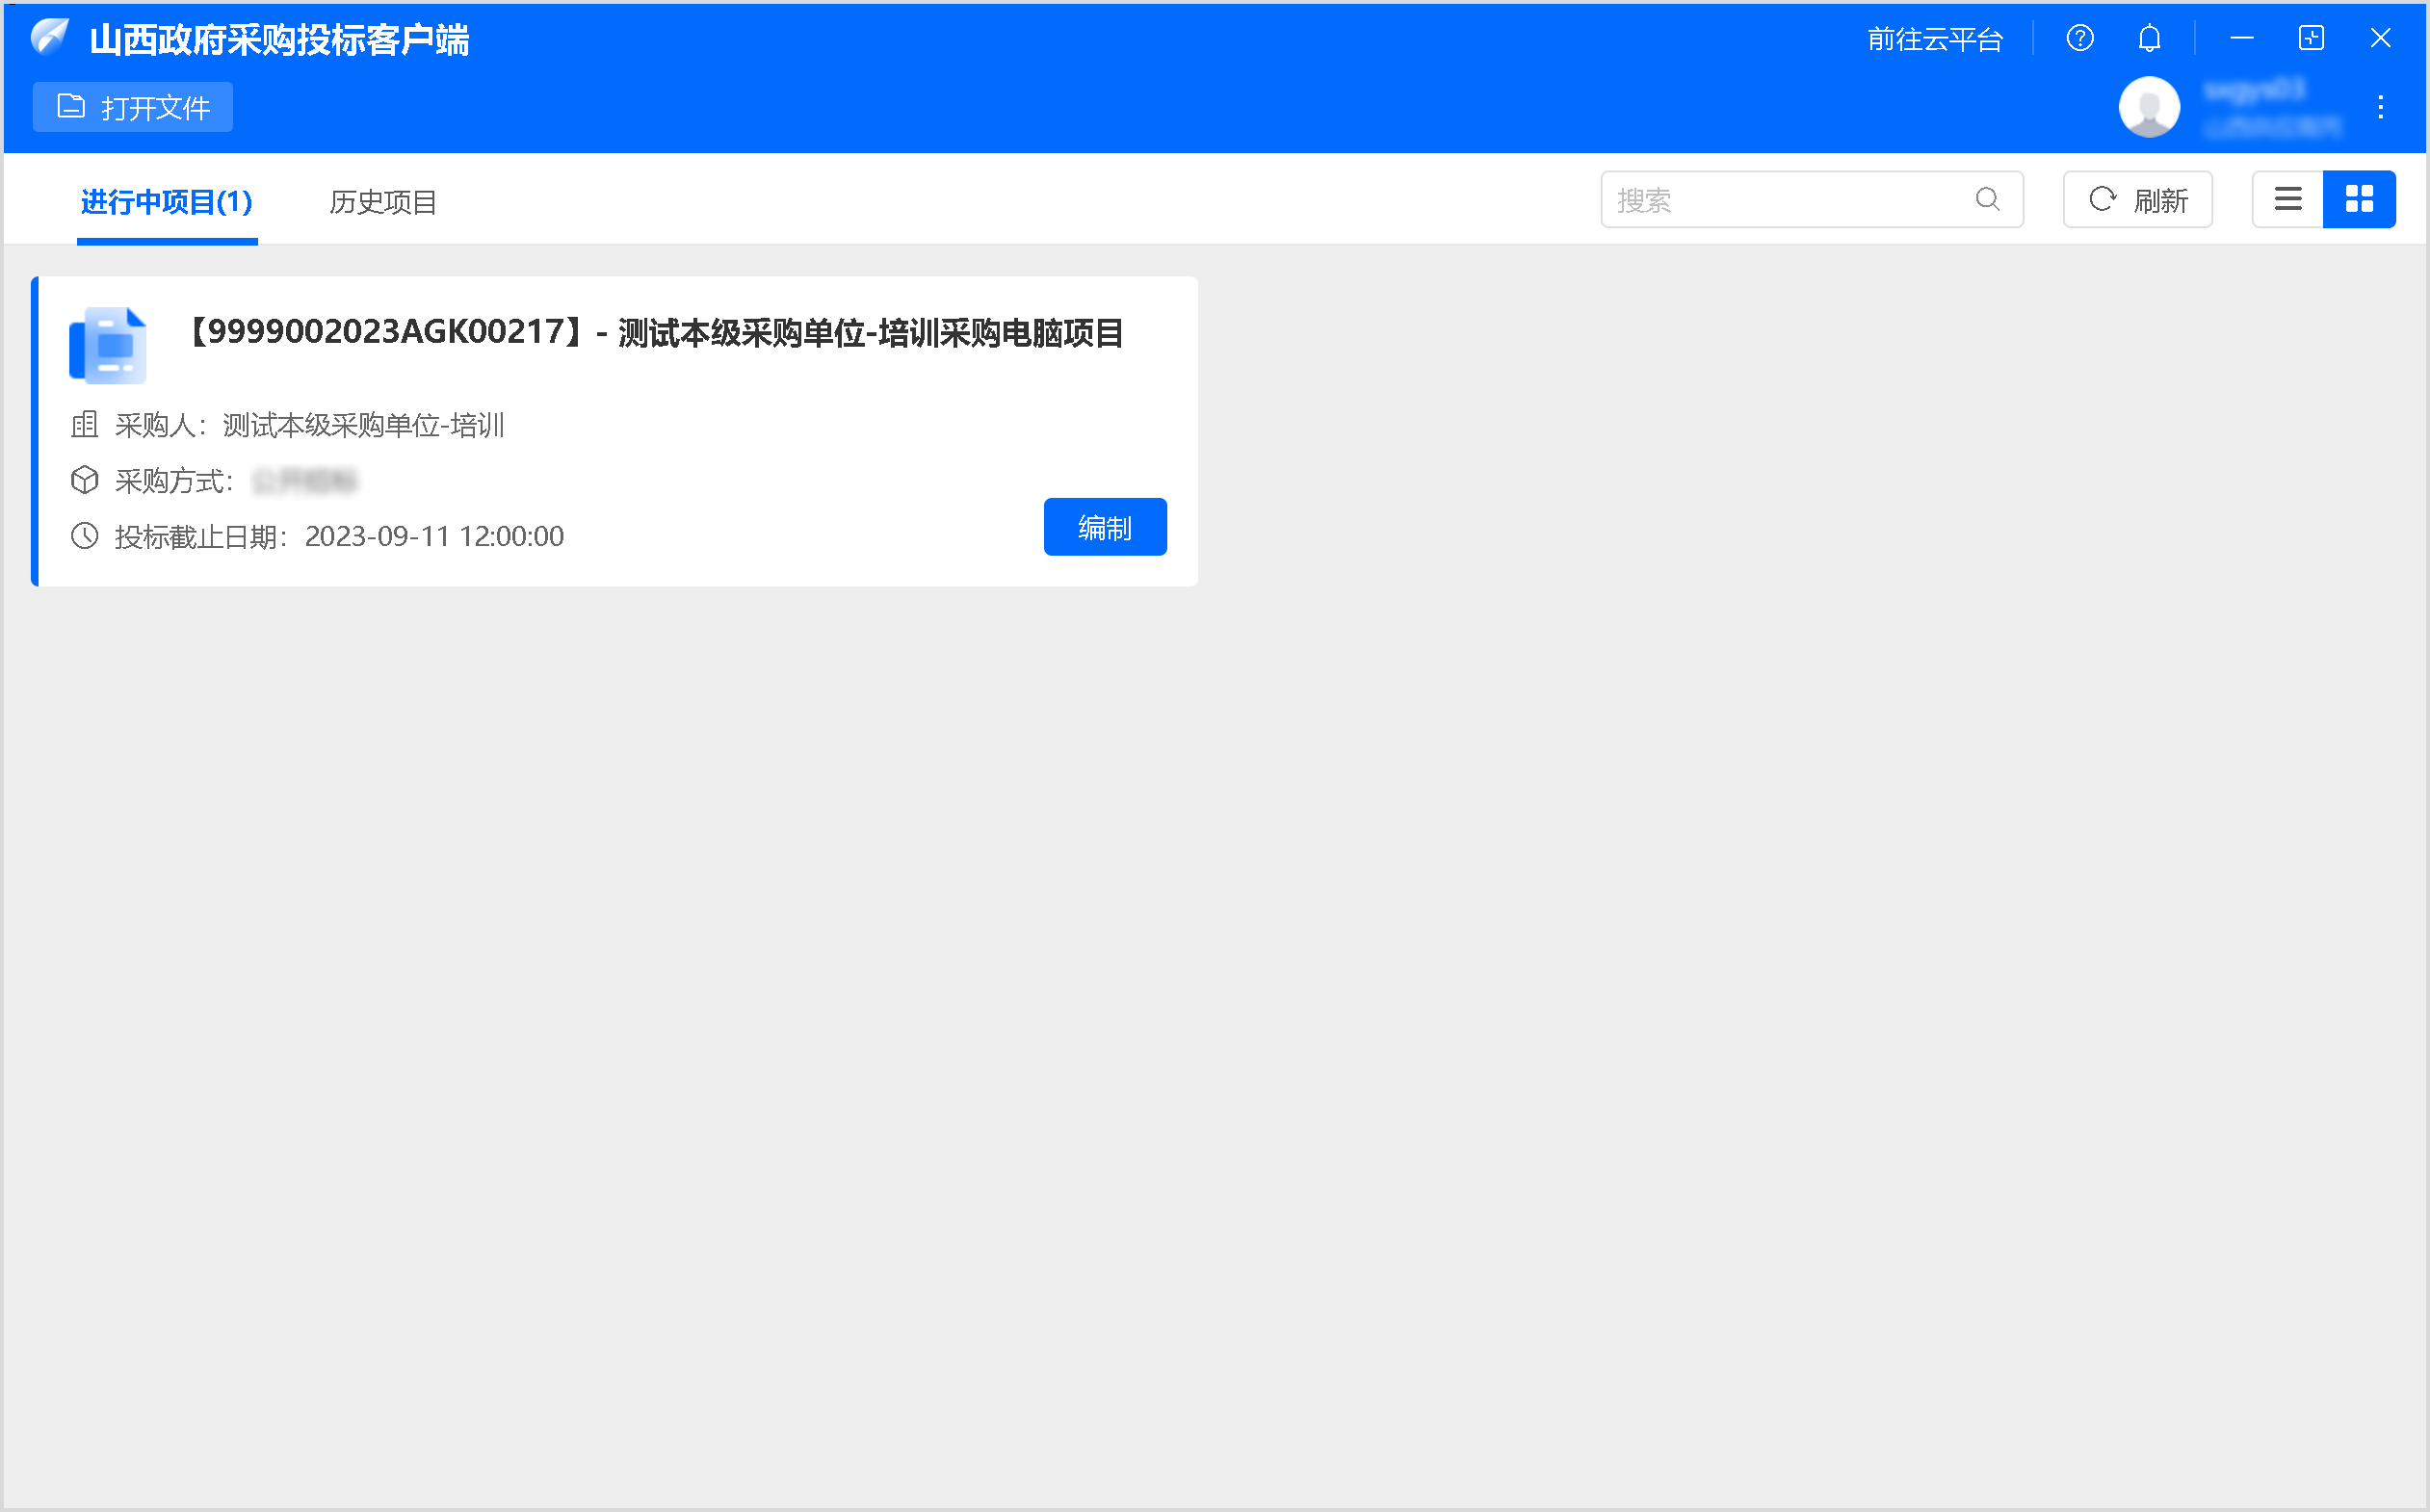 山西政府采购投标客户端
前往云平台
打开文件
进行中项目(1)
历史项目
搜索
刷新
【9999002023AGK00217】- 测试本级采购单位-培训采购电脑项目
采购人：测试本级采购单位-培训
采购方式：
投标截止日期：2023-09-11 12:00:00
编制